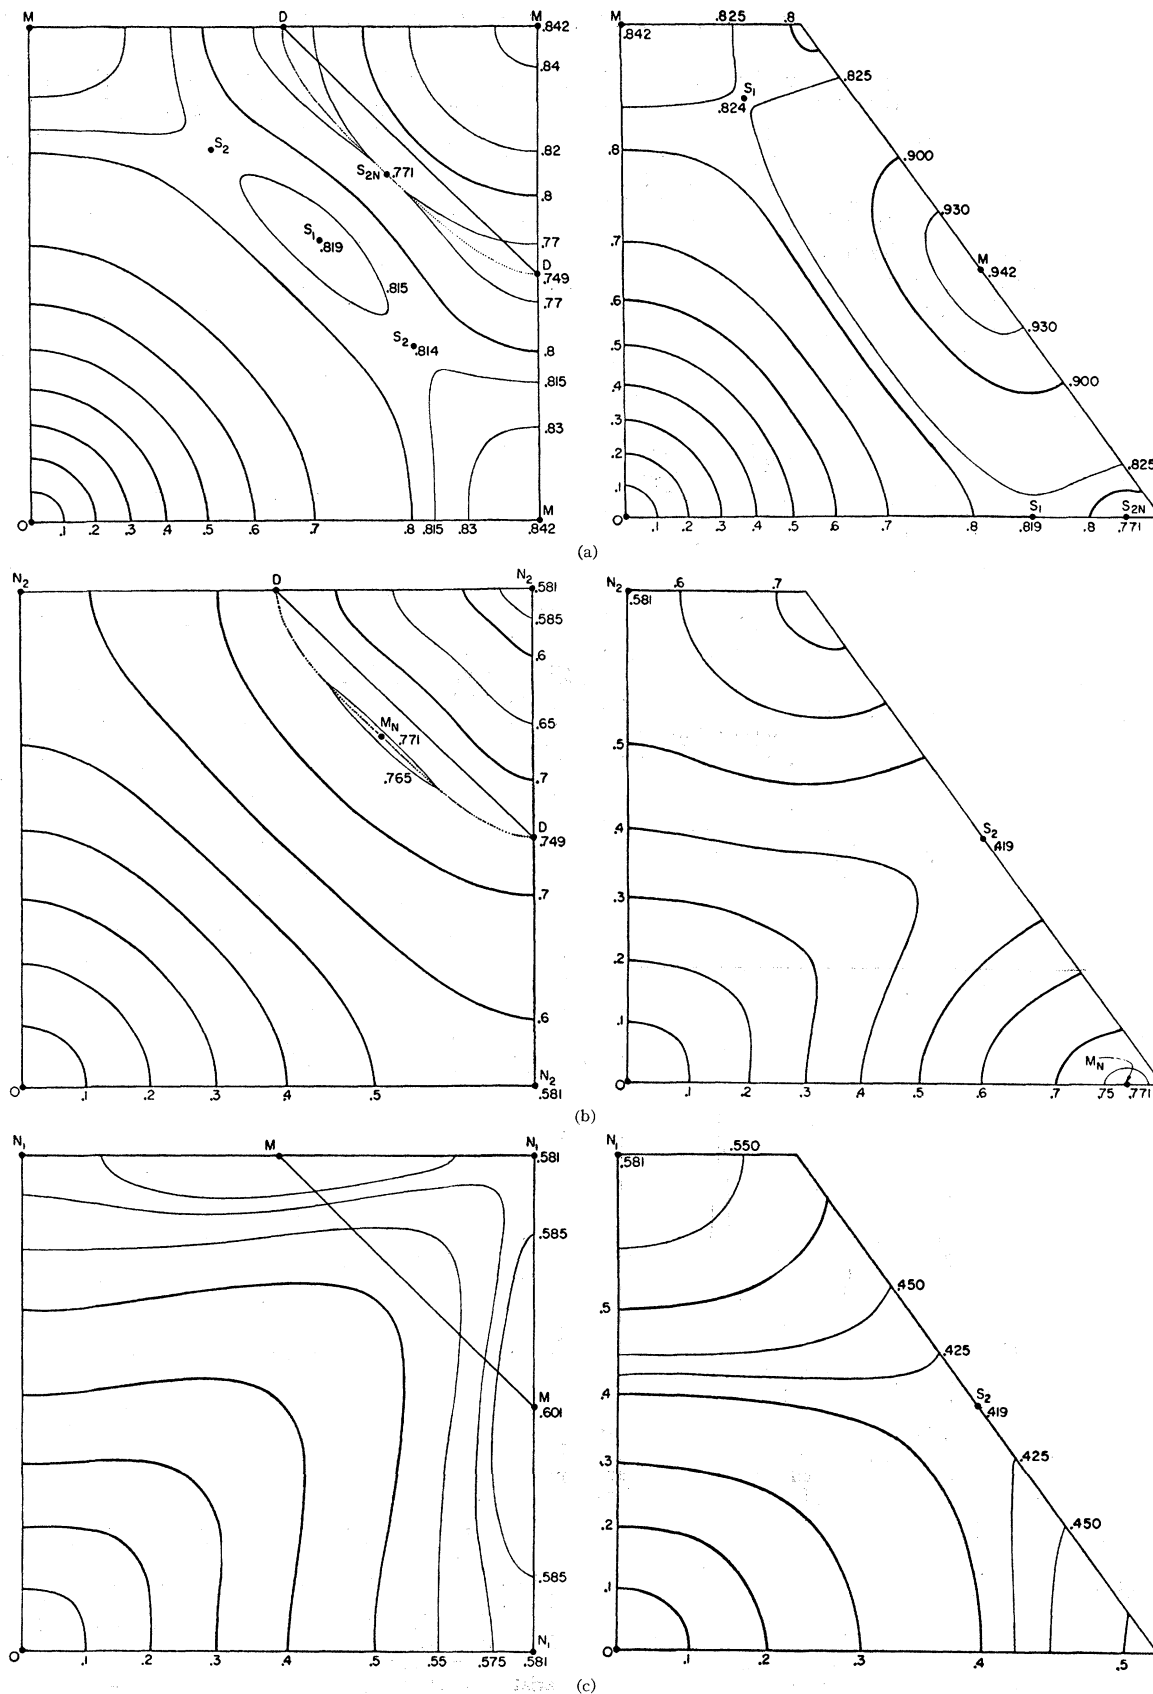 M D M
.842
.84
S2
.82
S2N .771
.8
S1
.819
.77
D
.749
.815
.77
S2
.814
.8
.815
.83
M
O .1 .2 .3 .4 .5 .6 .7 .8 .815 .83 .842
M .825 .8
.842
.825
S1
.824
.8
.900
.930
.7
M
.942
.6
.930
.5
.4
.900
.3
.2
.825
.1
S1 S2N
O .1 .2 .3 .4 .5 .6 .7 .8 .819 .8 .771
(a)
N2 D N2
.581
.585
.6
.65
MN
.771
.765
.7
D
.749
.7
.6
N2
O .1 .2 .3 .4 .5 .581
N2 .6 .7
.581
.5
.4
S2
.419
.3
.2
.1
MN
O .1 .2 .3 .4 .5 .6 .7 .75 .771
(b)
N1 M N1
.581
.585
M
.601
.585
N1
O .1 .2 .3 .4 .5 .55 .575 .581
N1 .550
.581
.5
.450
.425
.4
S2
.419
.3
.425
.2
.450
.1
O .1 .2 .3 .4 .5
(c)